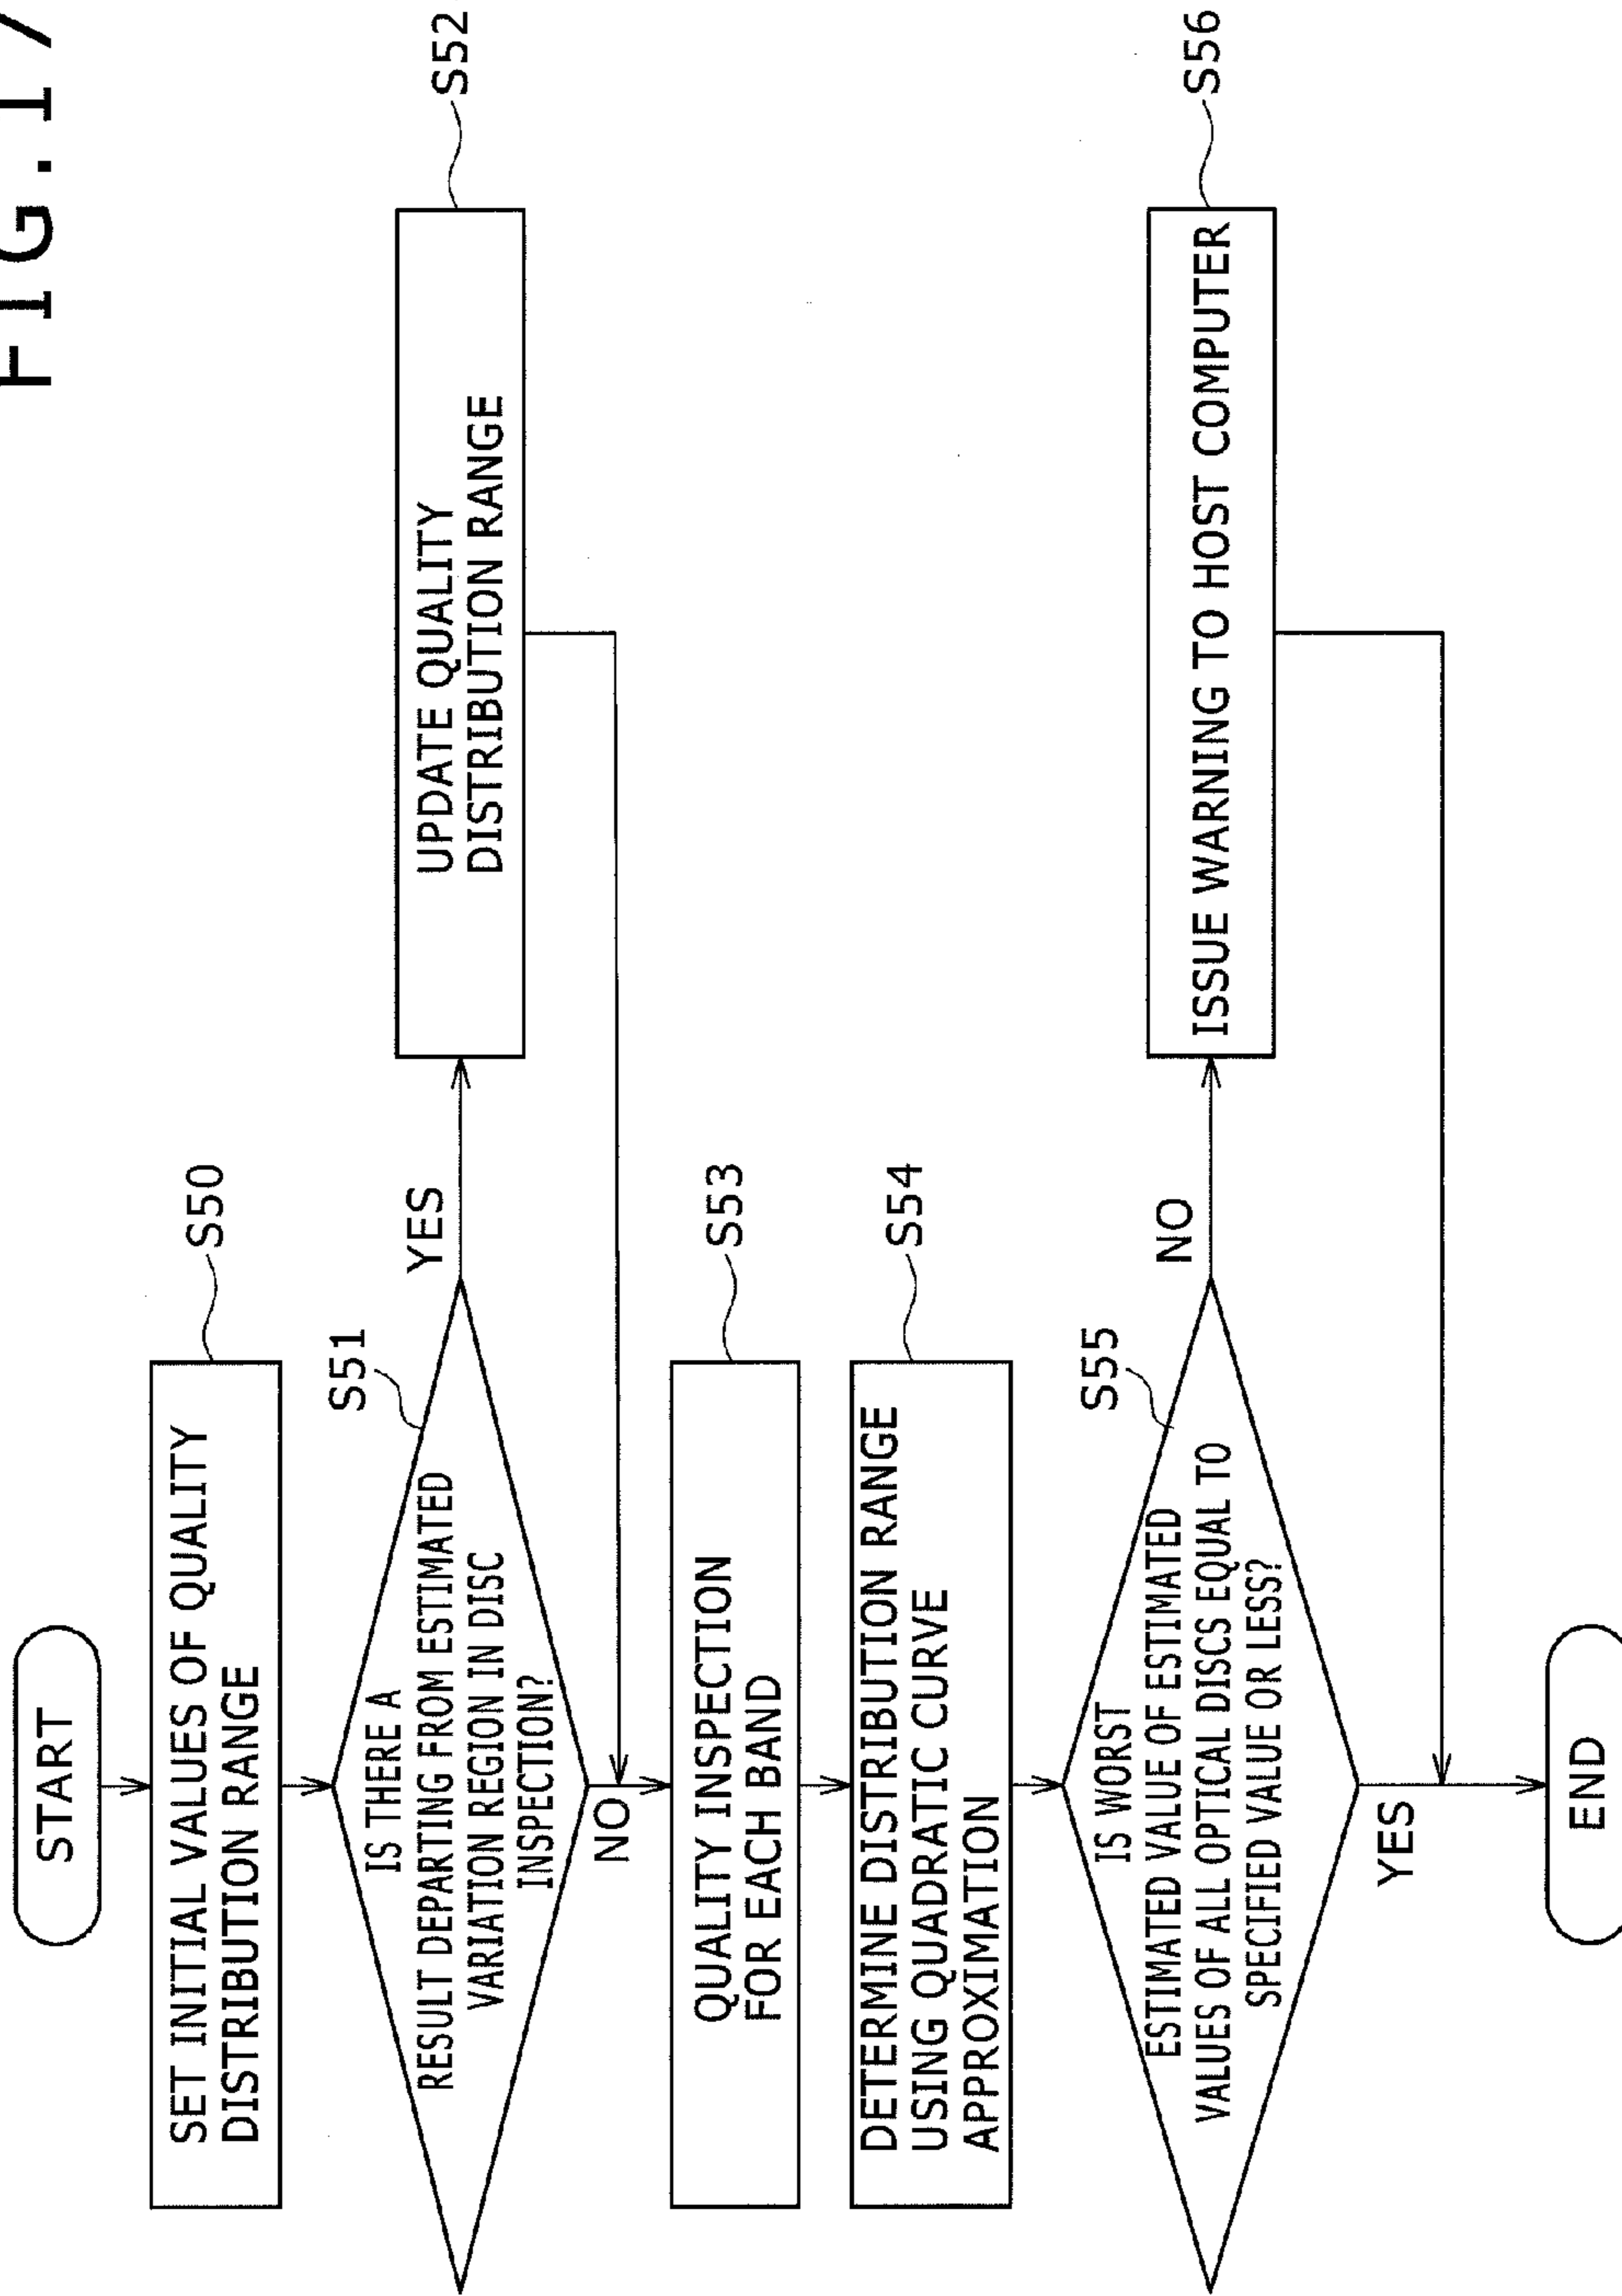 FIG.17
START
SET INITIAL VALUES OF QUALITY
DISTRIBUTION RANGE
S50
IS THERE A
RESULT DEPARTING FROM ESTIMATED
VARIATION REGION IN DISC
INSPECTION?
S51
YES
UPDATE QUALITY
DISTRIBUTION RANGE
S52
NO
QUALITY INSPECTION
FOR EACH BAND
S53
DETERMINE DISTRIBUTION RANGE
USING QUADRATIC CURVE
APPROXIMATION
S54
IS WORST
ESTIMATED VALUE OF ESTIMATED
VALUES OF ALL OPTICAL DISCS EQUAL TO
SPECIFIED VALUE OR LESS?
S55
NO
ISSUE WARNING TO HOST COMPUTER
S56
YES
END